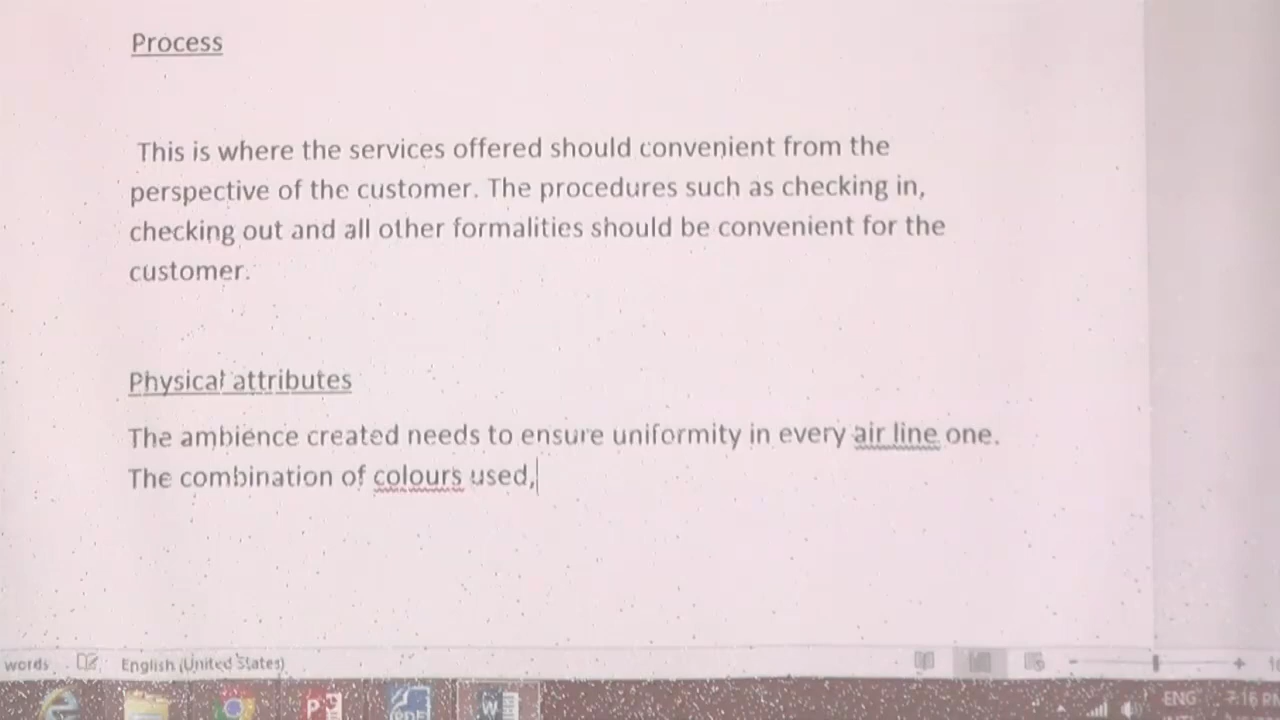 Process
This is where the services offered should convenient from the
perspective of the customer. The procedures such as checking in,
checking out and all other formalities should be convenient for the
customer.
Physical attributes
The ambience created needs to ensure uniformity in every air line one.
The combination of colours used,
words English (United States)
ENG 7:16